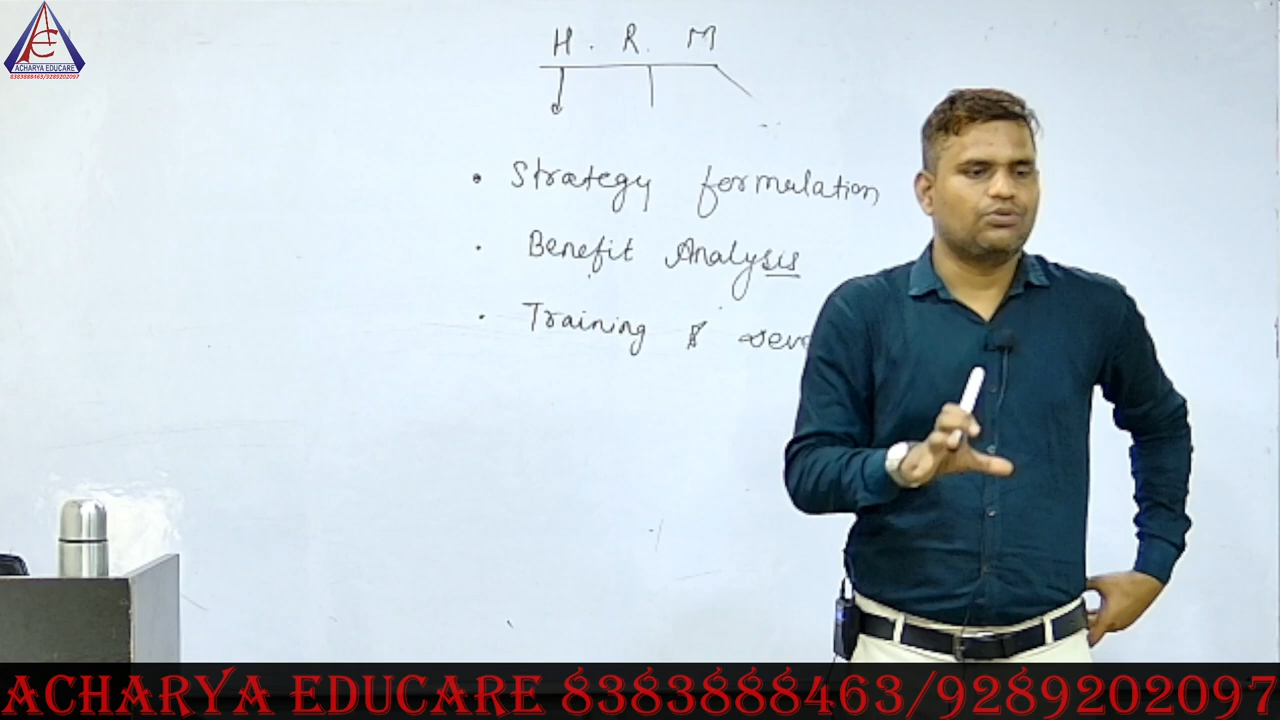 ACHARYA EDUCARE
8383888463/9289202097
H. R. M
• Strategy formulation
• Benefit Analysis
• Training &
ACHARYA EDUCARE 8383888463/9289202097